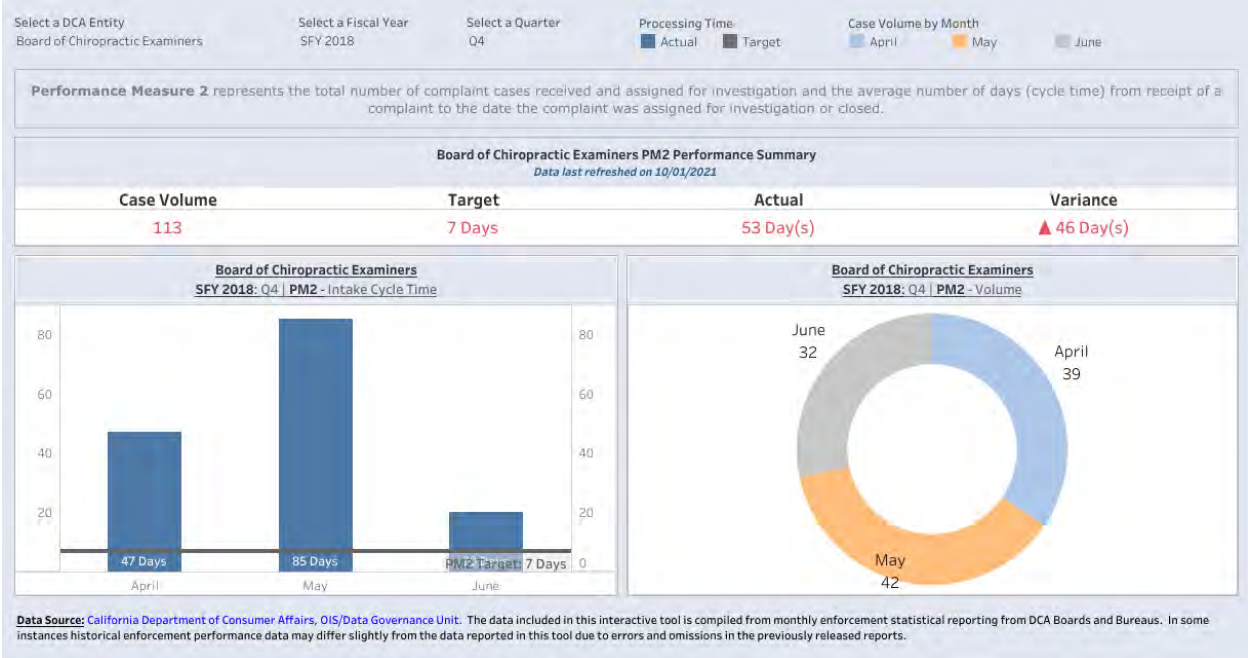 Select a DCA Entity
Board of Chiropractic Examiners
Select a Fiscal Year
SFY 2018
Select a Quarter
Q4
Processing Time
Actual
Target
Case Volume by Month
April
May
June
Performance Measure 2 represents the total number of complaint cases received and assigned for investigation and the average number of days (cycle time) from receipt of a
complaint to the date the complaint was assigned for investigation or closed.
Board of Chiropractic Examiners PM2 Performance Summary
Data last refreshed on 10/01/2021
Case Volume
Target
Actual
Variance
113
7 Days
53 Day(s)
▲ 46 Day(s)
Board of Chiropractic Examiners
SFY 2018: Q4 | PM2 - Intake Cycle Time
80
60
40
20
80
60
40
20
0
47 Days
85 Days
PM2 Target: 7 Days
April
May
June
Board of Chiropractic Examiners
SFY 2018: Q4 | PM2 - Volume
June
32
April
39
May
42
Data Source: California Department of Consumer Affairs, OIS/Data Governance Unit. The data included in this interactive tool is compiled from monthly enforcement statistical reporting from DCA Boards and Bureaus. In some
instances historical enforcement performance data may differ slightly from the data reported in this tool due to errors and omissions in the previously released reports.